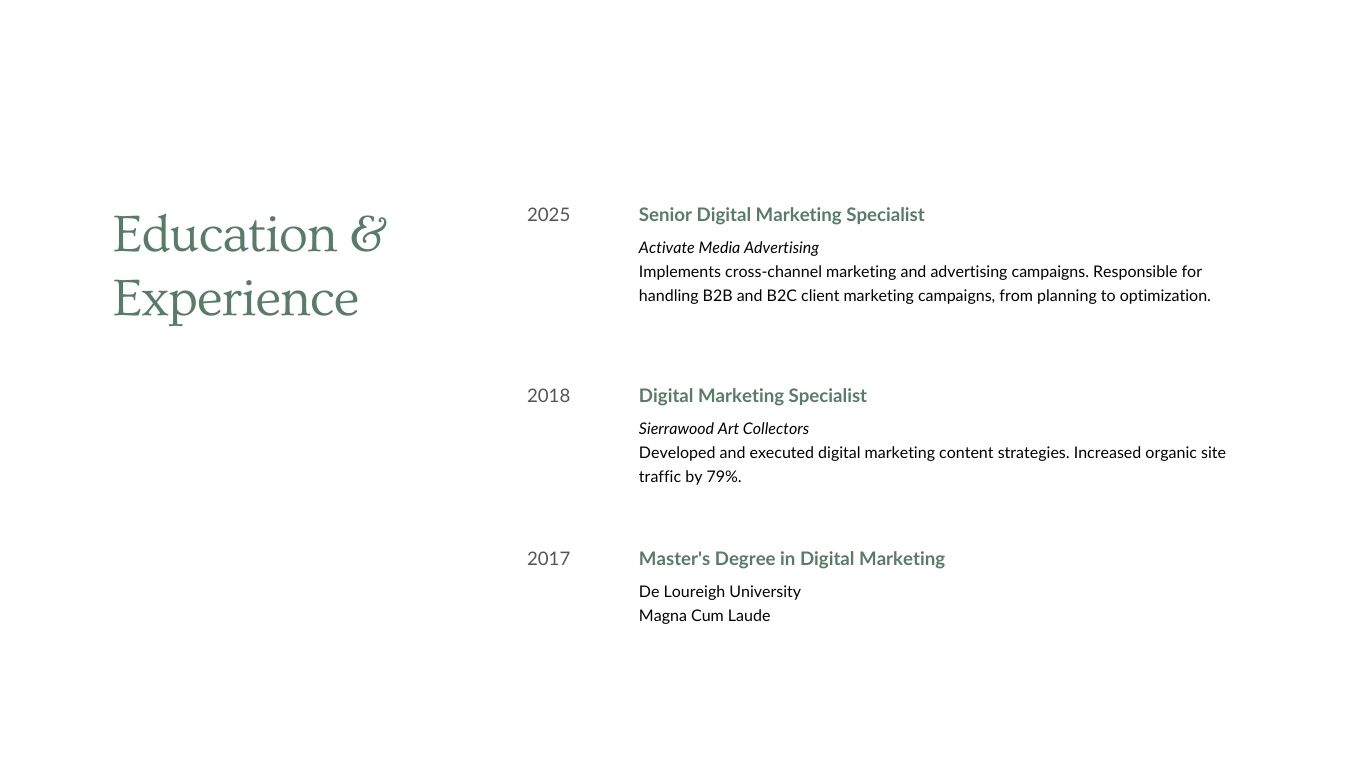 Education &
Experience
2025
Senior Digital Marketing Specialist
Activate Media Advertising
Implements cross-channel marketing and advertising campaigns. Responsible for
handling B2B and B2C client marketing campaigns, from planning to optimization.
2018
Digital Marketing Specialist
Sierrawood Art Collectors
Developed and executed digital marketing content strategies. Increased organic site
traffic by 79%.
2017
Master's Degree in Digital Marketing
De Loureigh University
Magna Cum Laude